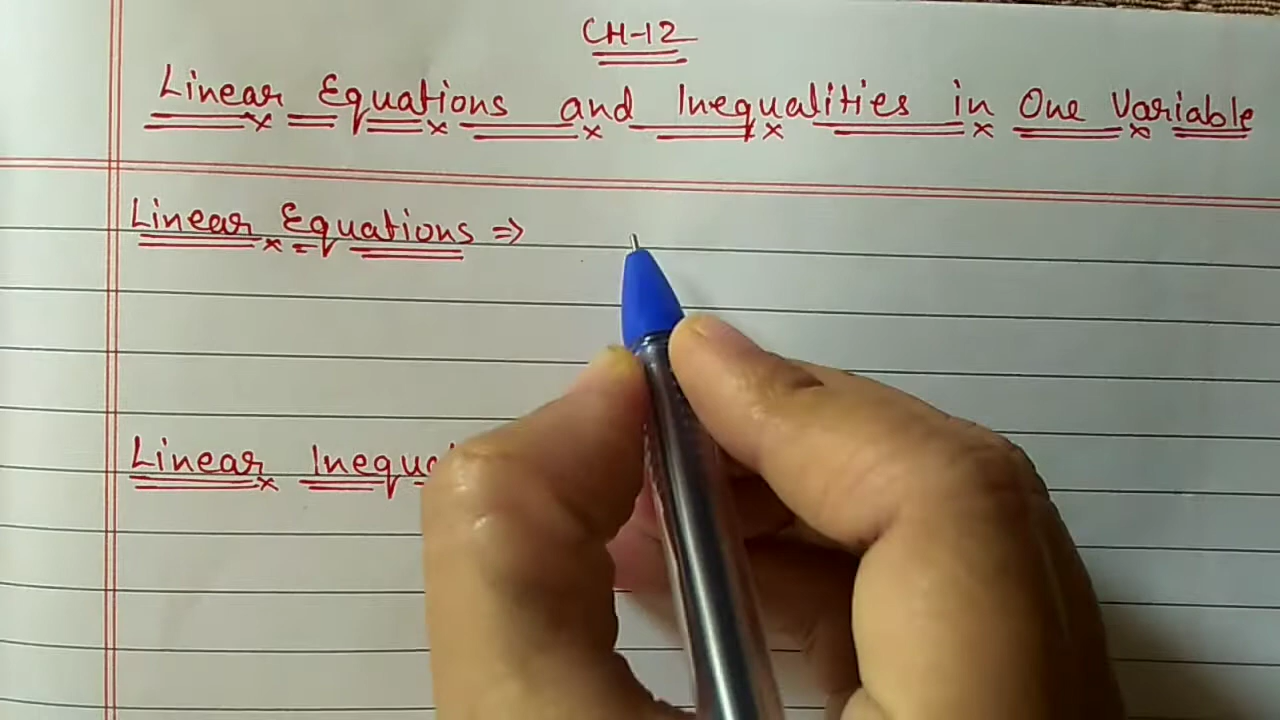 CH-12
Linear Equations and Inequalities in One Variable
Linear Equations ⇒
Linear